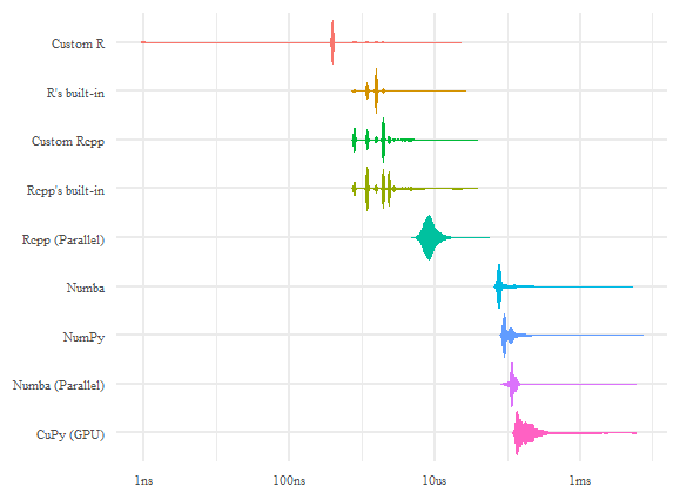 Custom R
R's built-in
Custom Rcpp
Rcpp's built-in
Rcpp (Parallel)
Numba
NumPy
Numba (Parallel)
CuPy (GPU)
1ns 100ns 10us 1ms